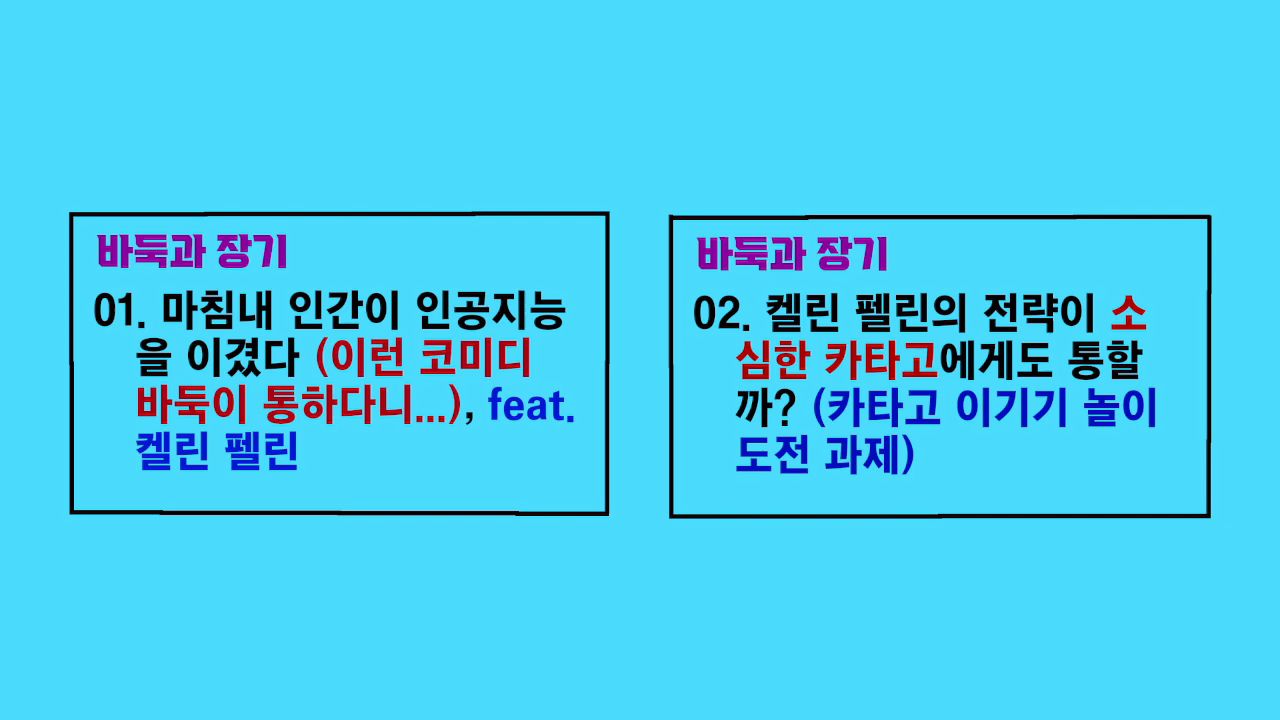 바둑과 장기
01. 마침내 인간이 인공지능
을 이겼다 (이런 코미디
바둑이 통하다니...), feat.
켈린 펠린
바둑과 장기
02. 켈린 펠린의 전략이 소
심한 카타고에게도 통할
까? (카타고 이기기 놀이
도전 과제)